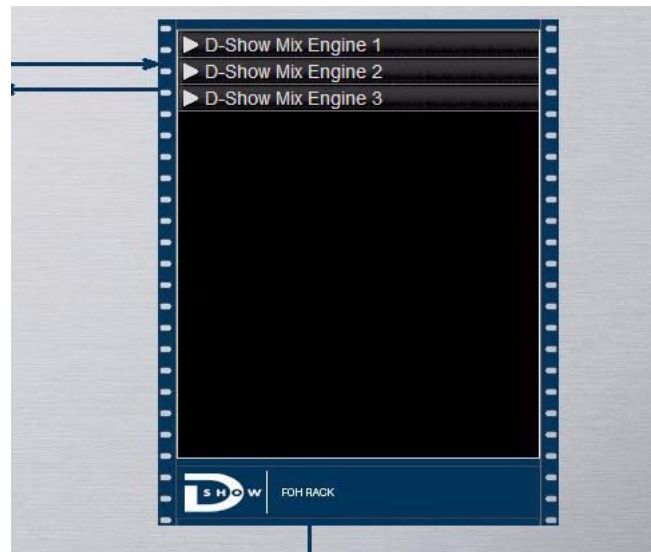 D-Show Mix Engine 1
D-Show Mix Engine 2
D-Show Mix Engine 3
D SHOW FOH RACK